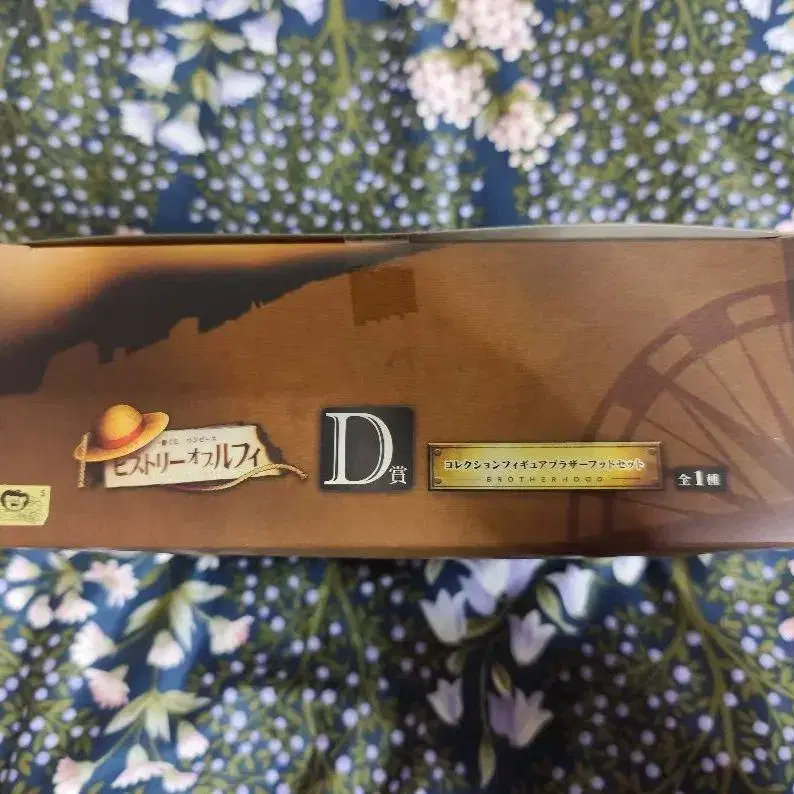 一番くじ ワンピース
ヒストリーオブルフィ
D賞
コレクションフィギュアブラザーフッドセット
BROTHERHOOD
全1種